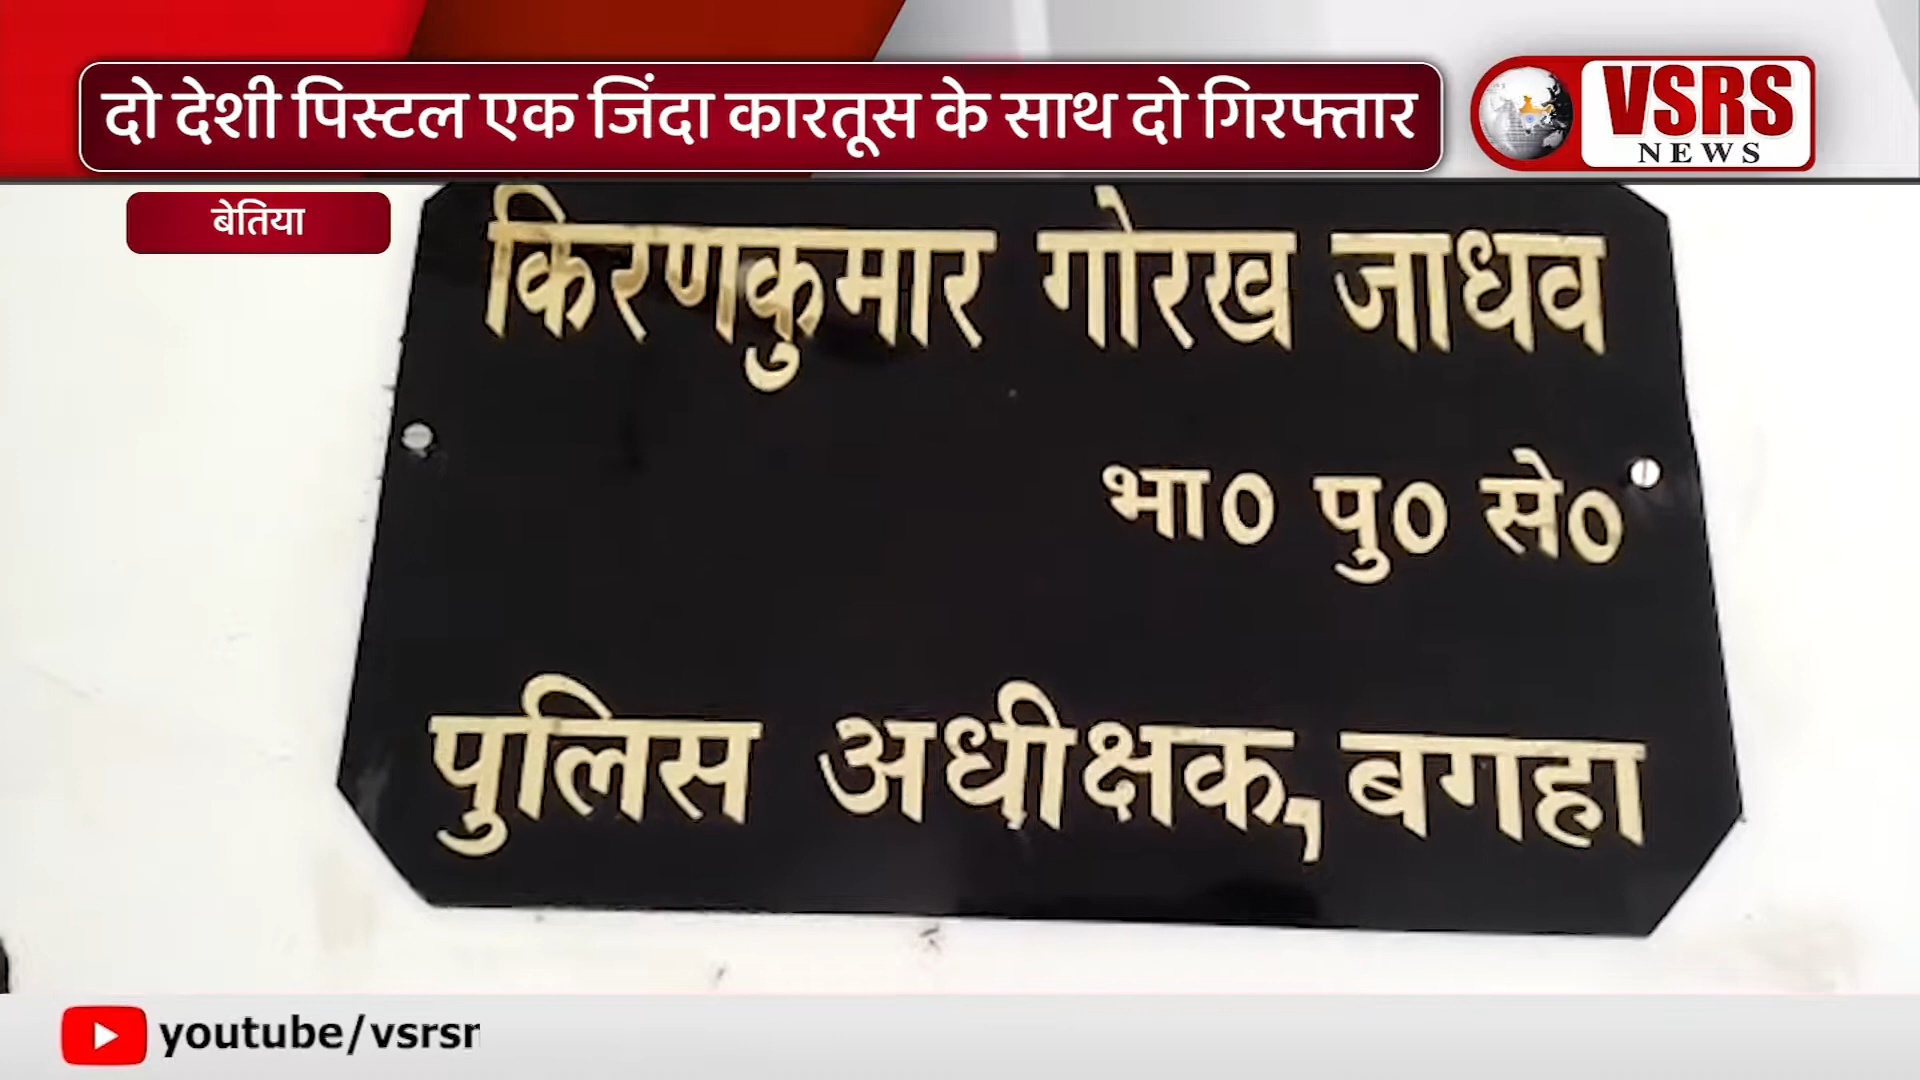 दो देशी पिस्टल एक जिंदा कारतूस के साथ दो गिरफ्तार
VSRS
NEWS
बेतिया
किरणकुमार गोरख जाधव
भा० पु० से०
पुलिस अधीक्षक, बगहा
youtube/vsrsr